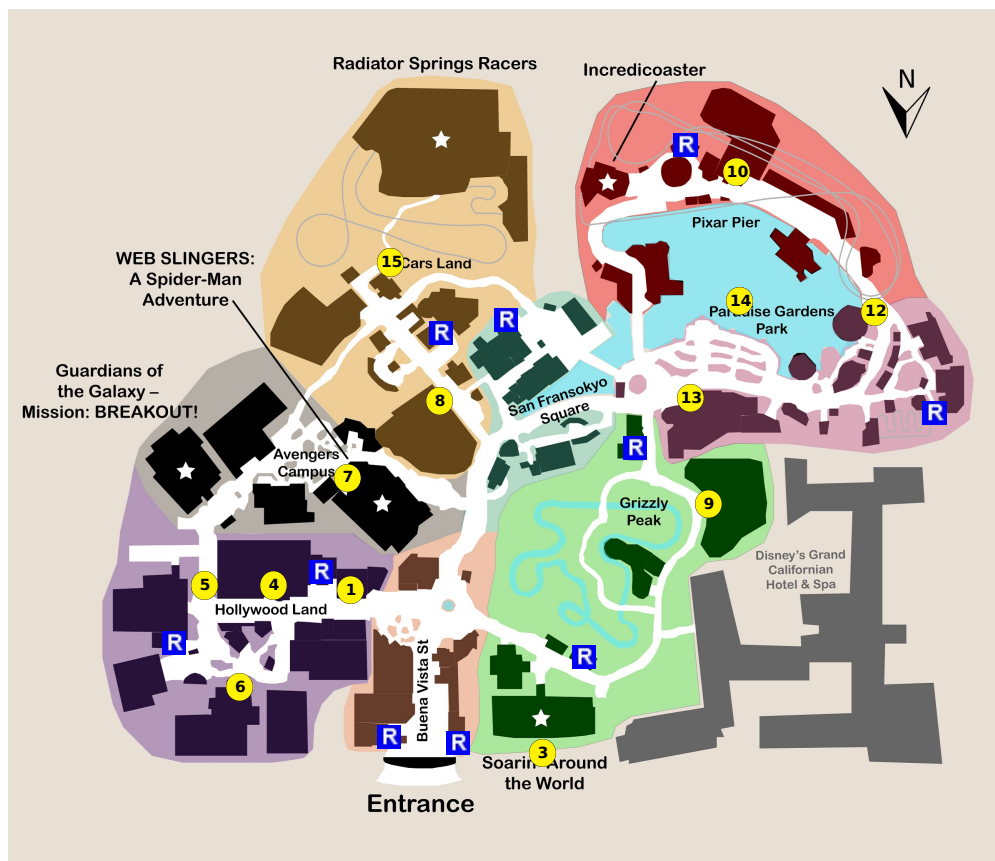 Radiator Springs Racers
Incredicoaster
N
R
10
Pixar Pier
WEB SLINGERS:
A Spider-Man
Adventure
15
Cars Land
14
Paradise Gardens
Park
12
R
R
Guardians of
the Galaxy –
Mission: BREAKOUT!
8
San Fransokyo
Square
13
R
R
Avengers
Campus
7
Grizzly
Peak
9
Disney's Grand
Californian
Hotel & Spa
R
5
4
1
Hollywood Land
R
6
Buena Vista St
R
R
R
3
Soarin' Around
the World
Entrance